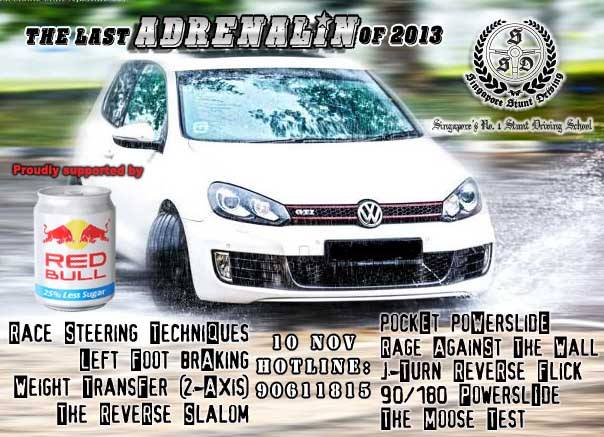 THE LAST ADRENALIN OF 2013
S
S D
Singapore Stunt Driving
Singapore's No. 1 Stunt Driving School
Proudly supported by
RED
BULL
25% Less Sugar
GTI
RACE STEERING TECHNIQUES
LEFT FOOT BRAKING
WEIGHT TRANSFER (2-AXIS)
THE REVERSE SLALOM
10 NOV
HOTLINE:
90611815
POCKET POWERSLIDE
RAGE AGAINST THE WALL
J-TURN REVERSE FLICK
90/180 POWERSLIDE
THE MOOSE TEST